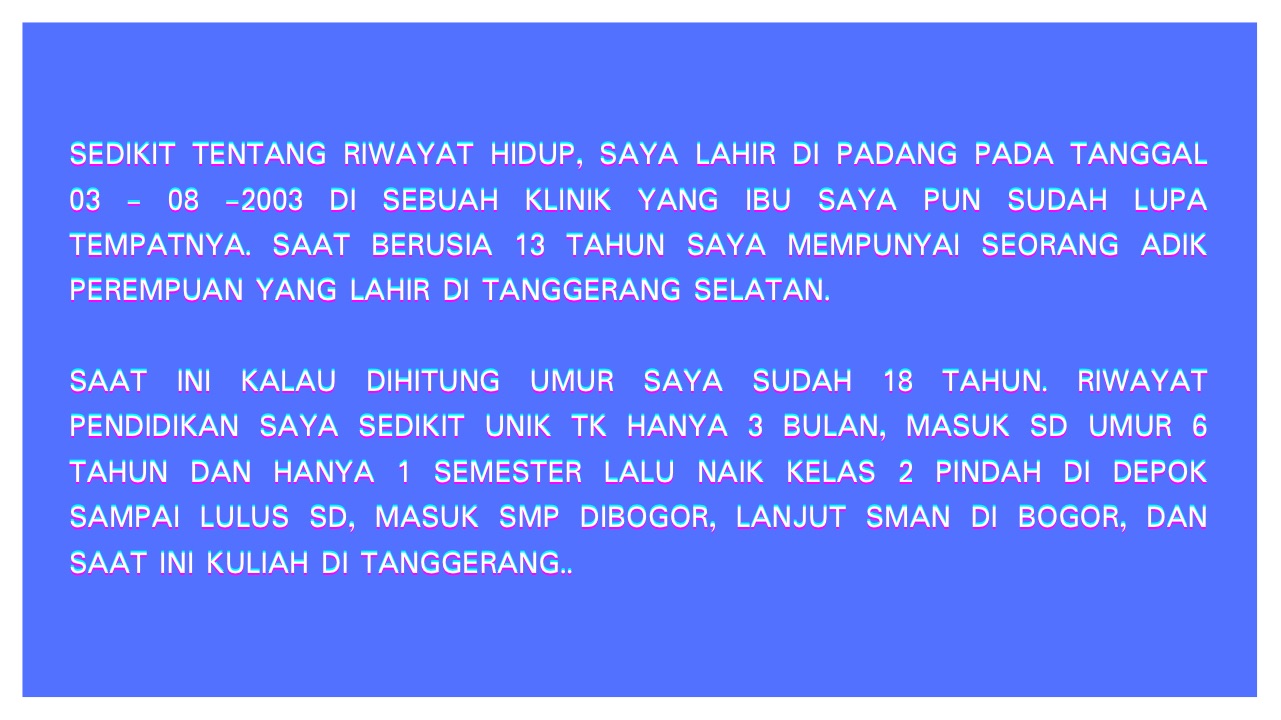 SEDIKIT TENTANG RIWAYAT HIDUP, SAYA LAHIR DI PADANG PADA TANGGAL
03 – 08 –2003 DI SEBUAH KLINIK YANG IBU SAYA PUN SUDAH LUPA
TEMPATNYA. SAAT BERUSIA 13 TAHUN SAYA MEMPUNYAI SEORANG ADIK
PEREMPUAN YANG LAHIR DI TANGGERANG SELATAN.
SAAT INI KALAU DIHITUNG UMUR SAYA SUDAH 18 TAHUN. RIWAYAT
PENDIDIKAN SAYA SEDIKIT UNIK TK HANYA 3 BULAN, MASUK SD UMUR 6
TAHUN DAN HANYA 1 SEMESTER LALU NAIK KELAS 2 PINDAH DI DEPOK
SAMPAI LULUS SD, MASUK SMP DIBOGOR, LANJUT SMAN DI BOGOR, DAN
SAAT INI KULIAH DI TANGGERANG..